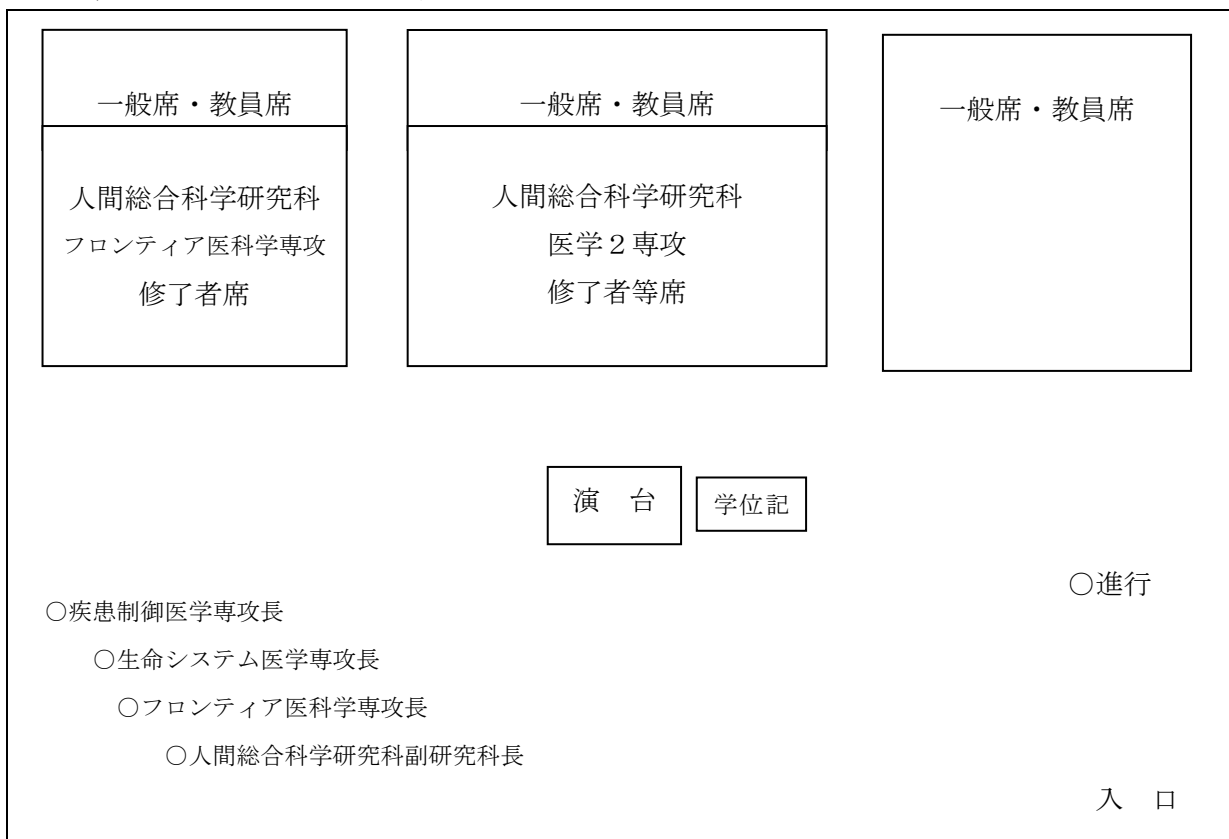 一般席・教員席
人間総合科学研究科
フロンティア医科学専攻
修了者席
一般席・教員席
人間総合科学研究科
医学２専攻
修了者等席
一般席・教員席
演　台
学位記
○進行
○疾患制御医学専攻長
○生命システム医学専攻長
○フロンティア医科学専攻長
○人間総合科学研究科副研究科長
入　口